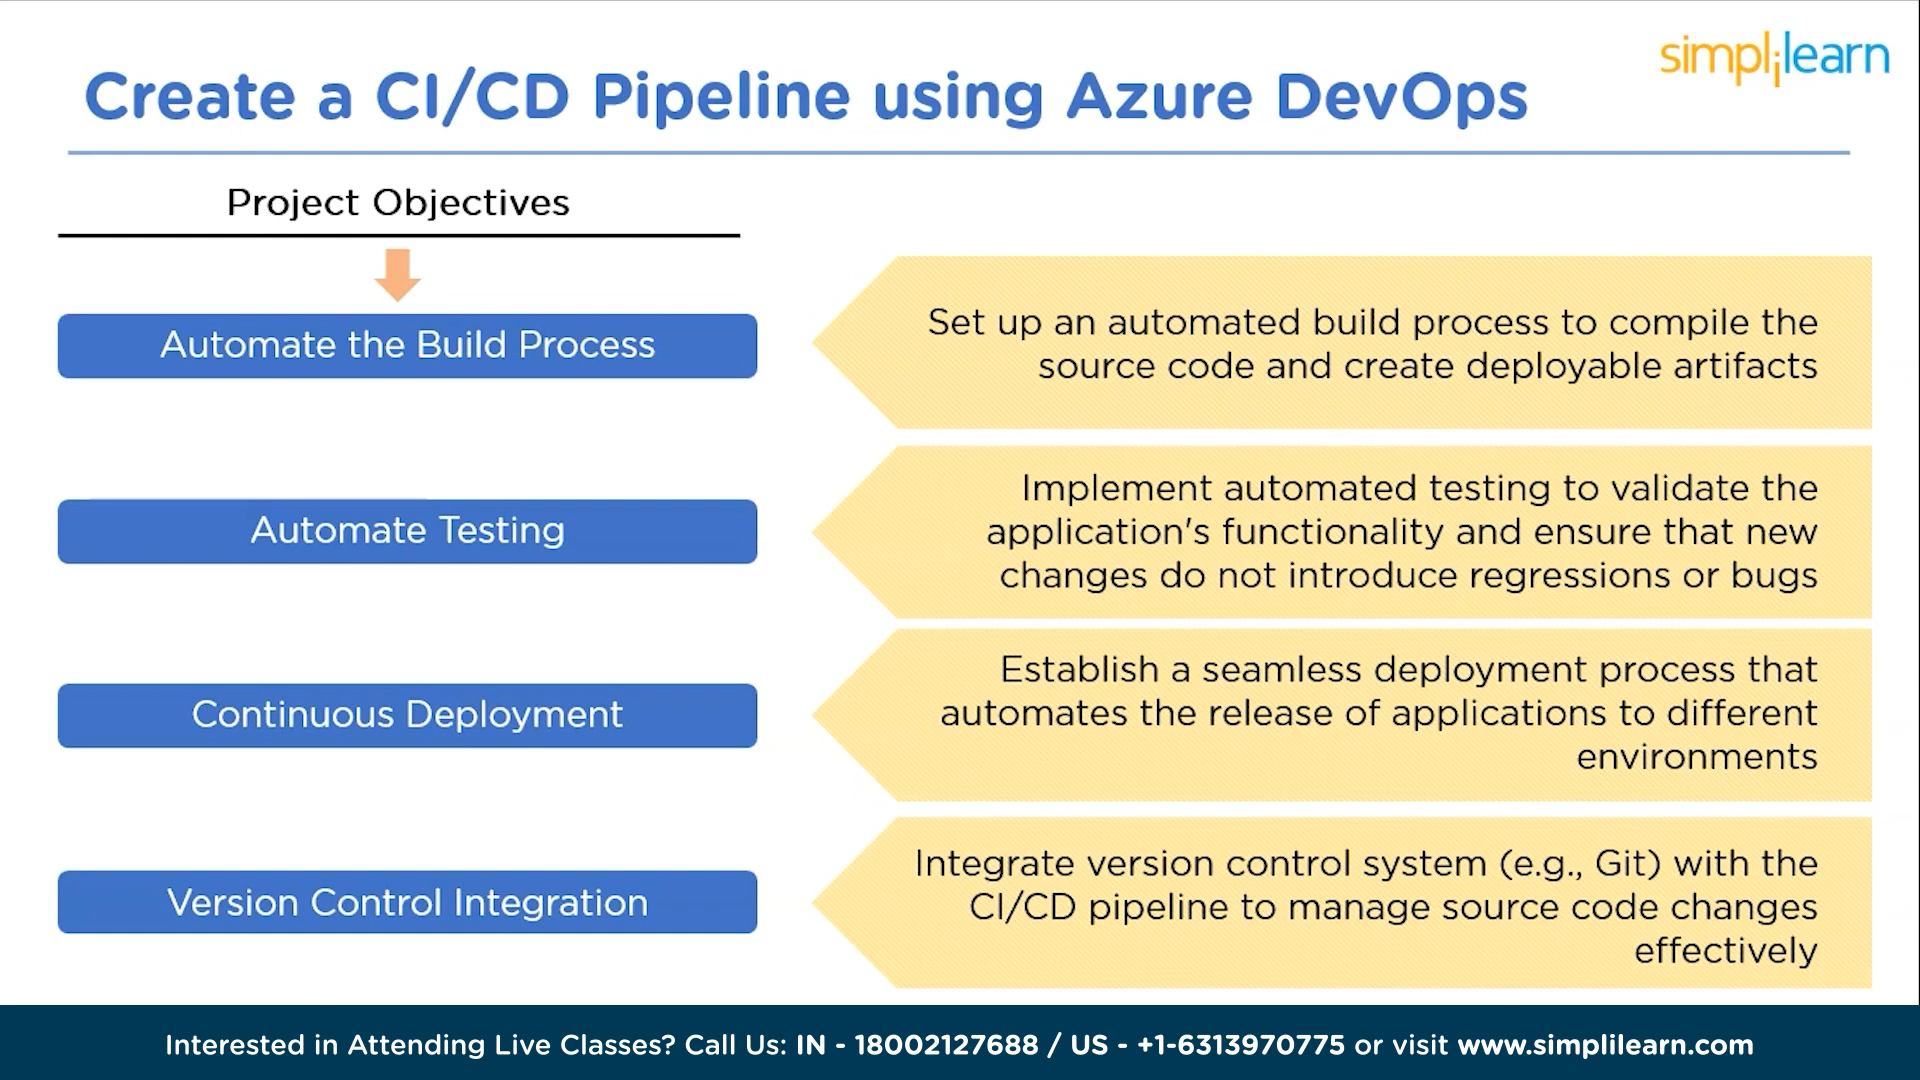 simplilearn
Create a CI/CD Pipeline using Azure DevOps
Project Objectives
Automate the Build Process
Set up an automated build process to compile the
source code and create deployable artifacts
Automate Testing
Implement automated testing to validate the
application's functionality and ensure that new
changes do not introduce regressions or bugs
Continuous Deployment
Establish a seamless deployment process that
automates the release of applications to different
environments
Version Control Integration
Integrate version control system (e.g., Git) with the
CI/CD pipeline to manage source code changes
effectively
Interested in Attending Live Classes? Call Us: IN - 18002127688 / US - +1-6313970775 or visit www.simplilearn.com